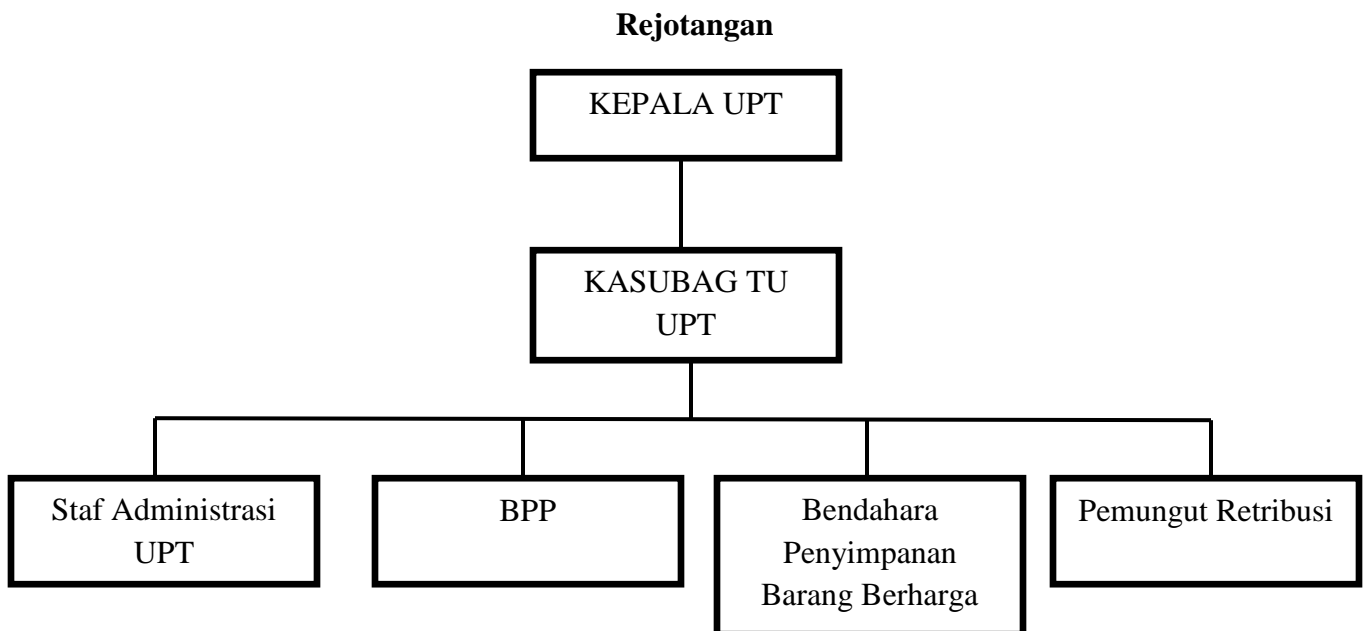 Rejotangan
KEPALA UPT
KASUBAG TU
UPT
Staf Administrasi
UPT
BPP
Bendahara
Penyimpanan
Barang Berharga
Pemungut Retribusi